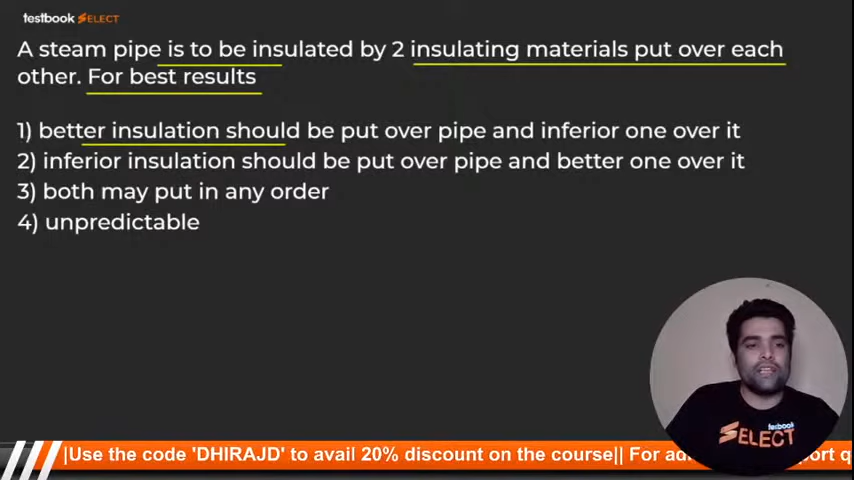 testbook SELECT
A steam pipe is to be insulated by 2 insulating materials put over each
other. For best results
1) better insulation should be put over pipe and inferior one over it
2) inferior insulation should be put over pipe and better one over it
3) both may put in any order
4) unpredictable
testbook
SELECT
|Use the code 'DHIRAJD' to avail 20% discount on the course|| For